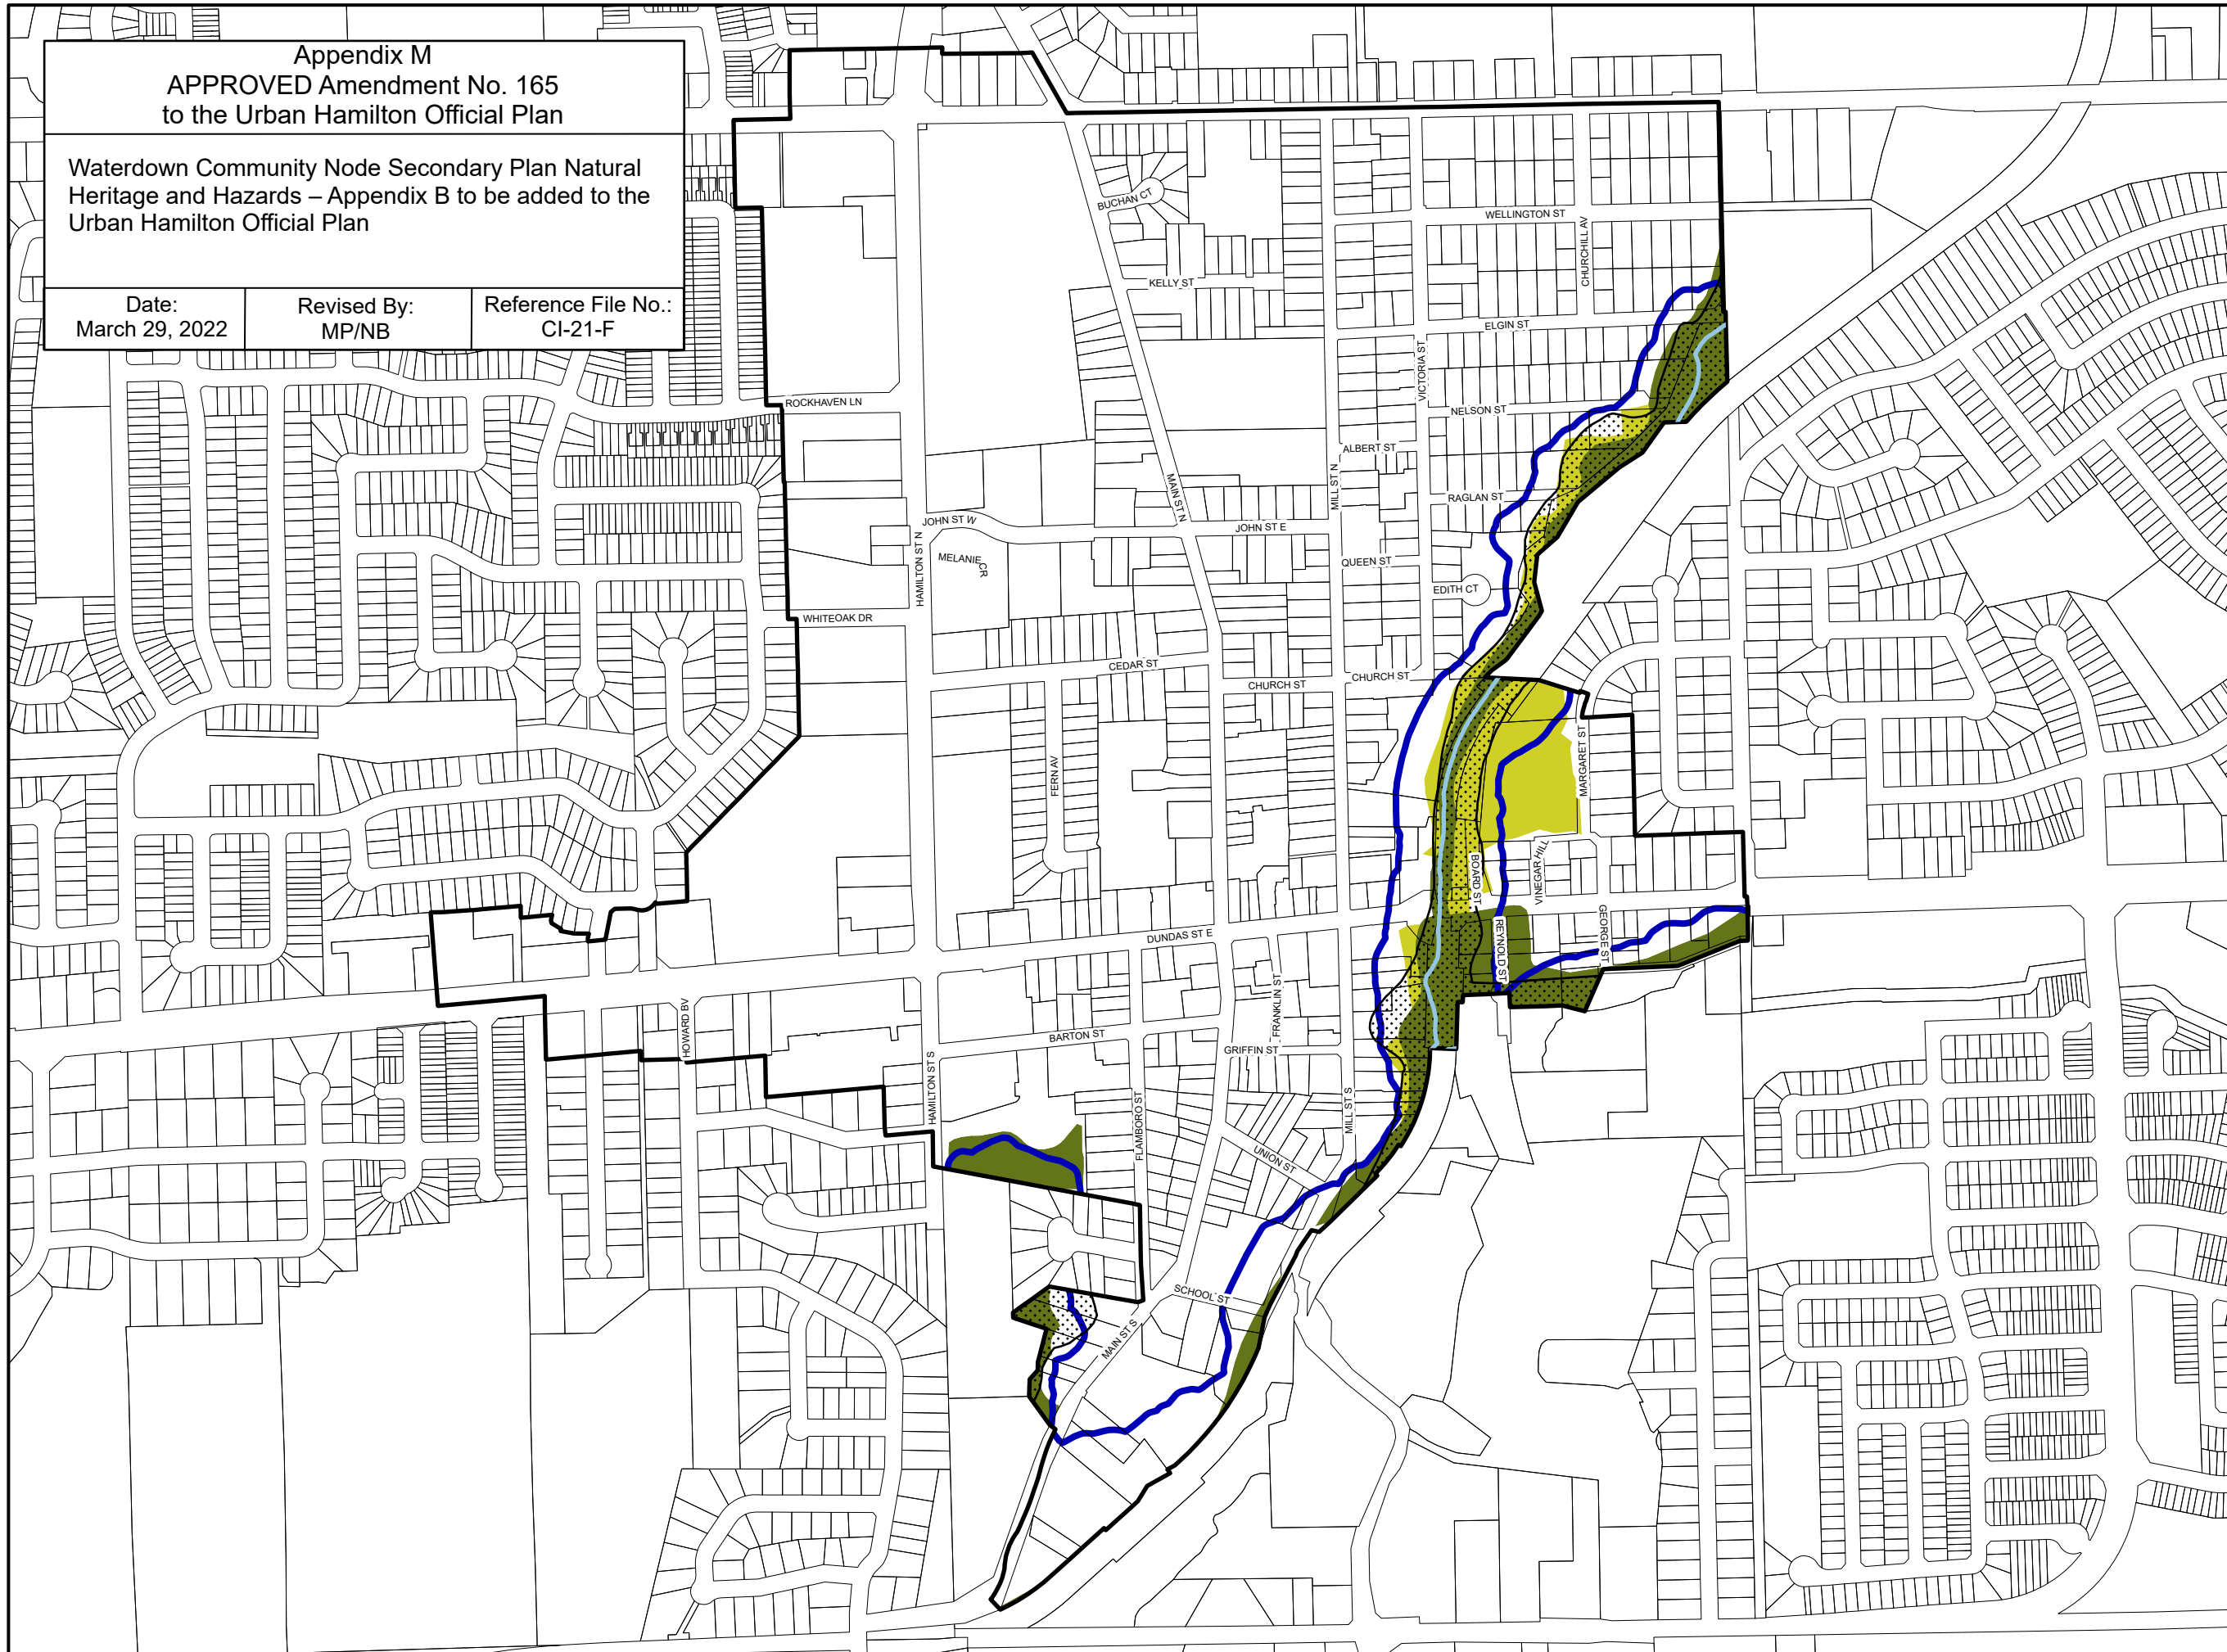 Appendix M
APPROVED Amendment No. 165
to the Urban Hamilton Official Plan
Waterdown Community Node Secondary Plan Natural
Heritage and Hazards – Appendix B to be added to the
Urban Hamilton Official Plan
Date:
March 29, 2022
Revised By:
MP/NB
Reference File No.:
CI-21-F
BUCHAN CT
WELLINGTON ST
CHURCHILL AV
KELLY ST
ELGIN ST
VICTORIA ST
ROCKHAVEN LN
NELSON ST
ALBERT ST
MAIN ST N
MILL ST N
RAGLAN ST
JOHN ST W
JOHN ST E
HAMILTON ST N
MELANIE CR
QUEEN ST
EDITH CT
WHITEOAK DR
CEDAR ST
CHURCH ST
CHURCH ST
FERN AV
MARGARET ST
BOARD ST
VINEGAR HILL
DUNDAS ST E
REYNOLD ST
GEORGE ST
FRANKLIN ST
HOWARD BV
BARTON ST
GRIFFIN ST
HAMILTON ST S
FLAMBORO ST
MILL ST S
UNION ST
SCHOOL ST
MAIN ST S